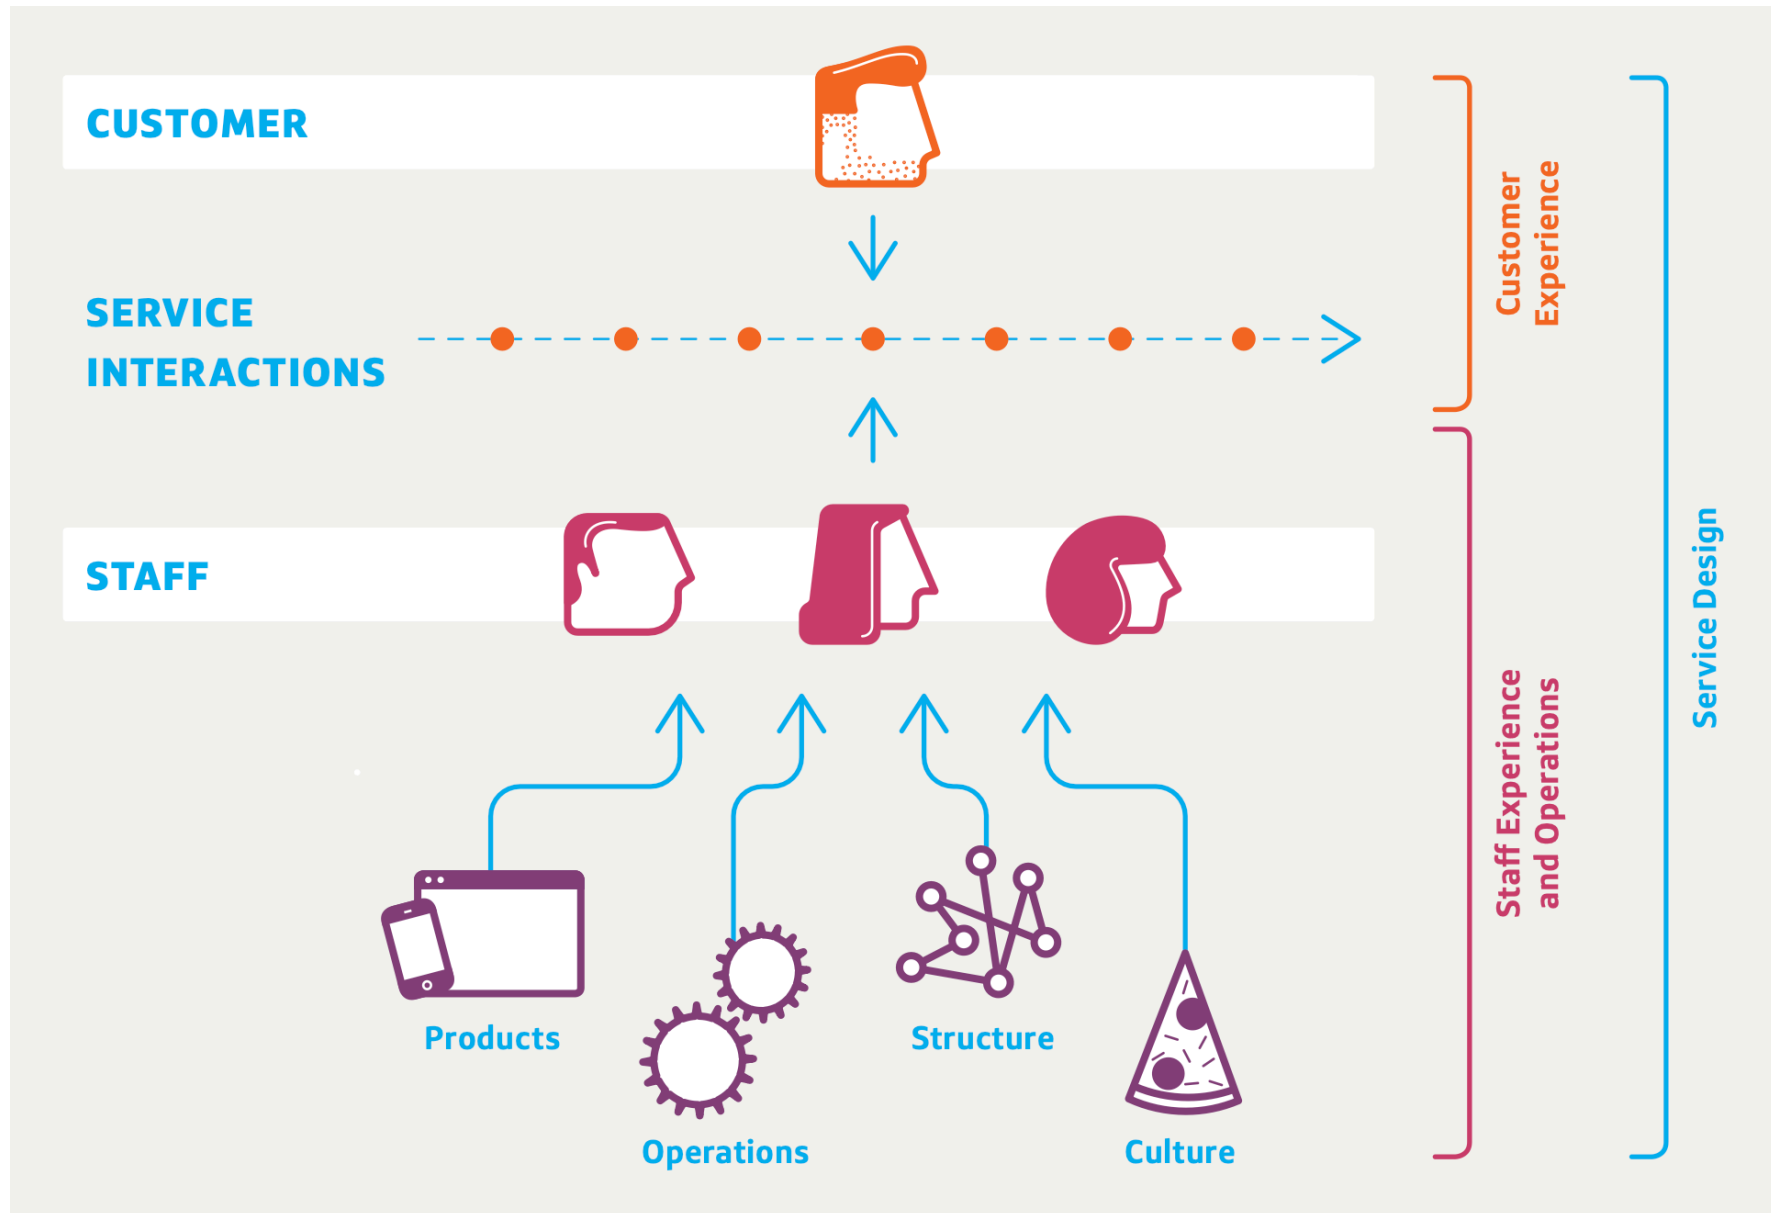 CUSTOMER
SERVICE
INTERACTIONS
STAFF
Products
Operations
Structure
Culture
Customer
Experience
Staff Experience
and Operations
Service Design